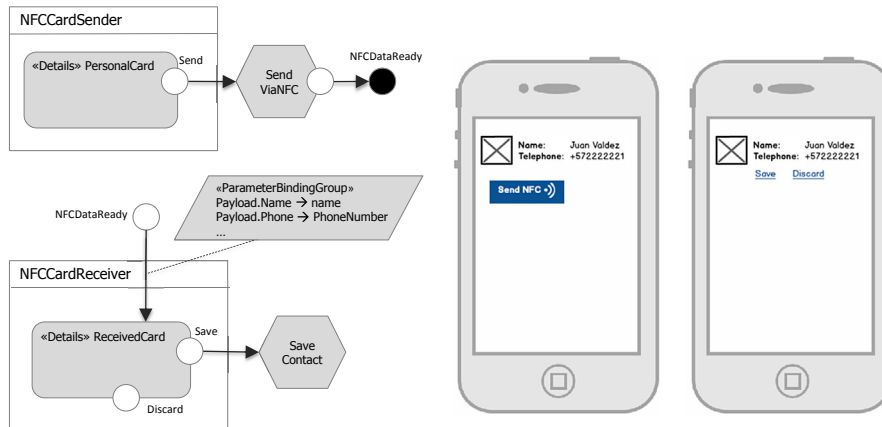 NFCCardSender
«Details» PersonalCard
Send
Send
ViaNFC
NFCDataReady
NFCDataReady
«ParameterBindingGroup»
Payload.Name → name
Payload.Phone → PhoneNumber
...
NFCCardReceiver
«Details» ReceivedCard
Save
Discard
Save
Contact
Name: Juan Valdez
Telephone: +572222221
Send NFC
Name: Juan Valdez
Telephone: +572222221
Save Discard